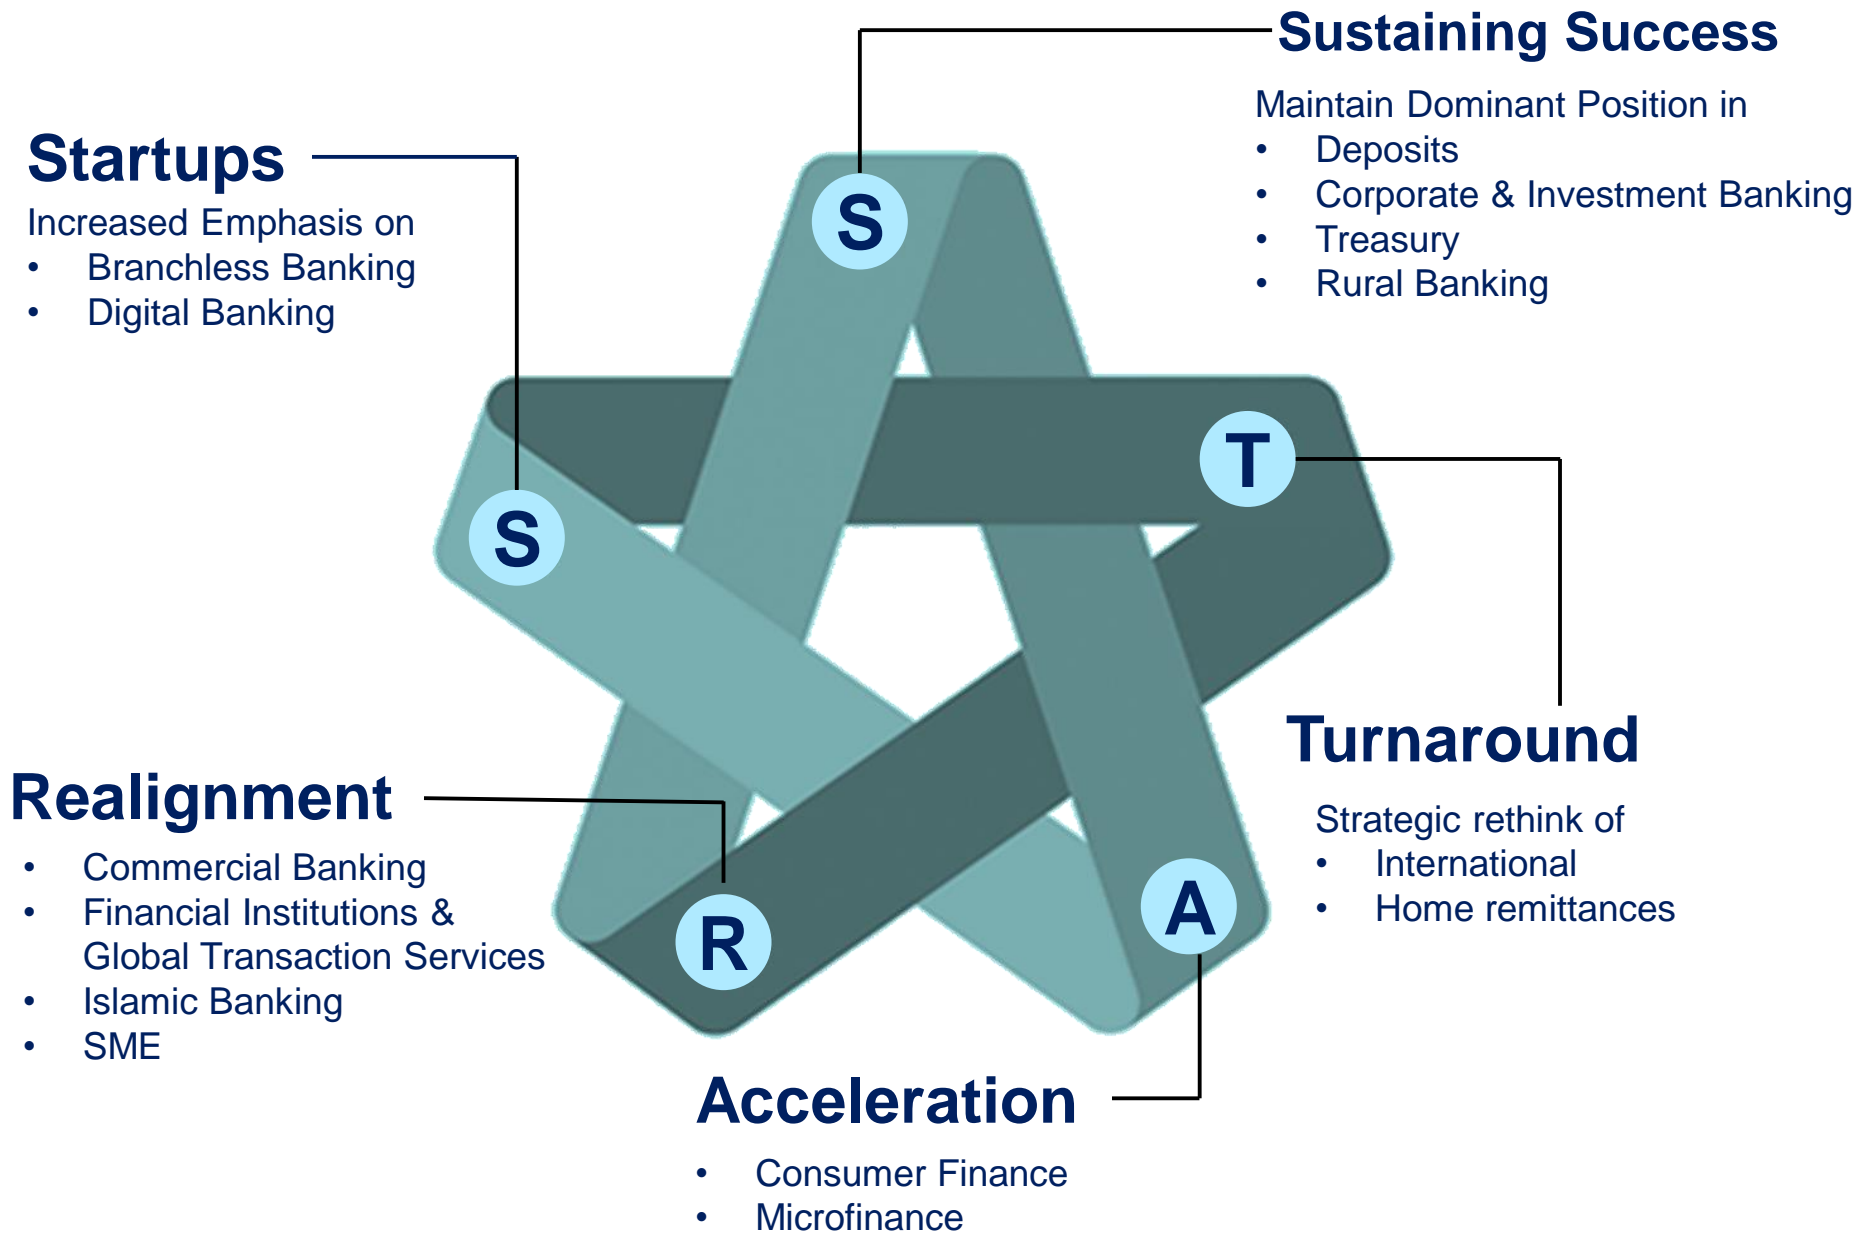 Sustaining Success
Maintain Dominant Position in
• Deposits
• Corporate & Investment Banking
• Treasury
• Rural Banking
Startups
Increased Emphasis on
• Branchless Banking
• Digital Banking
S
T
S
A
R
Turnaround
Strategic rethink of
• International
• Home remittances
Realignment
• Commercial Banking
• Financial Institutions &
Global Transaction Services
• Islamic Banking
• SME
Acceleration
• Consumer Finance
• Microfinance